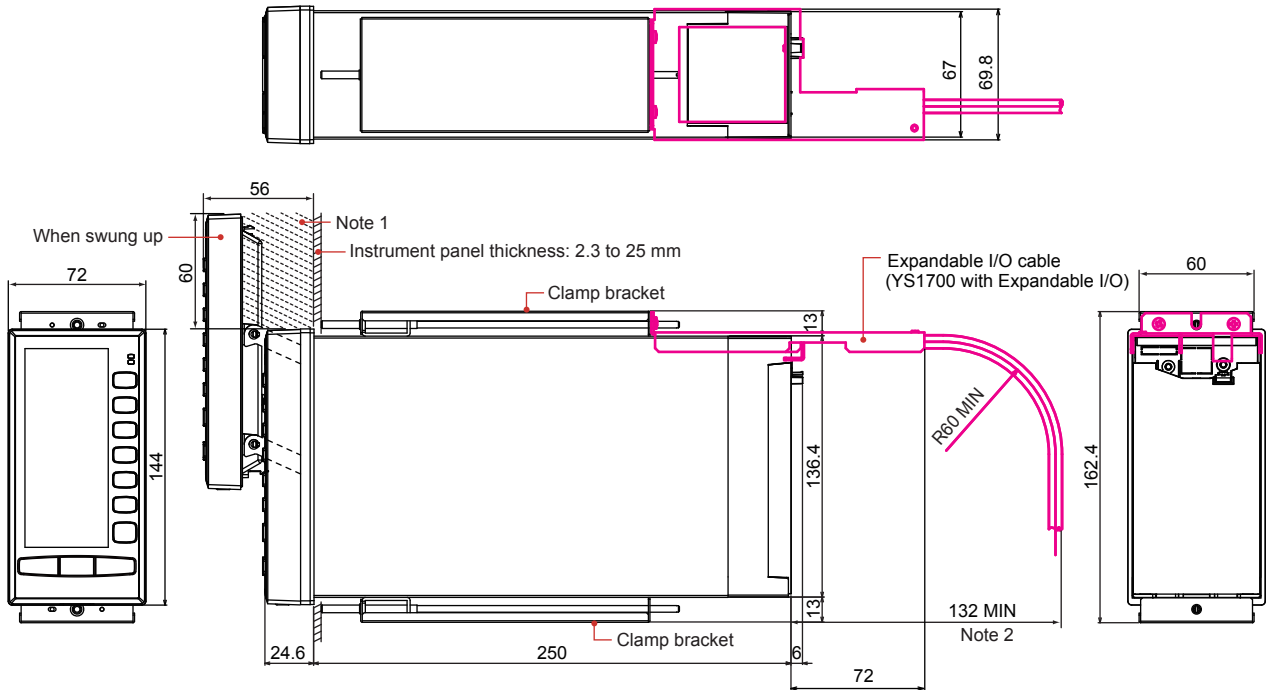 67
69.8
56
When swung up
Note 1
Instrument panel thickness: 2.3 to 25 mm
60
72
Clamp bracket
Expandable I/O cable
(YS1700 with Expandable I/O)
60
13
R60 MIN
144
136.4
162.4
13
132 MIN
Note 2
Clamp bracket
24.6
250
6
72